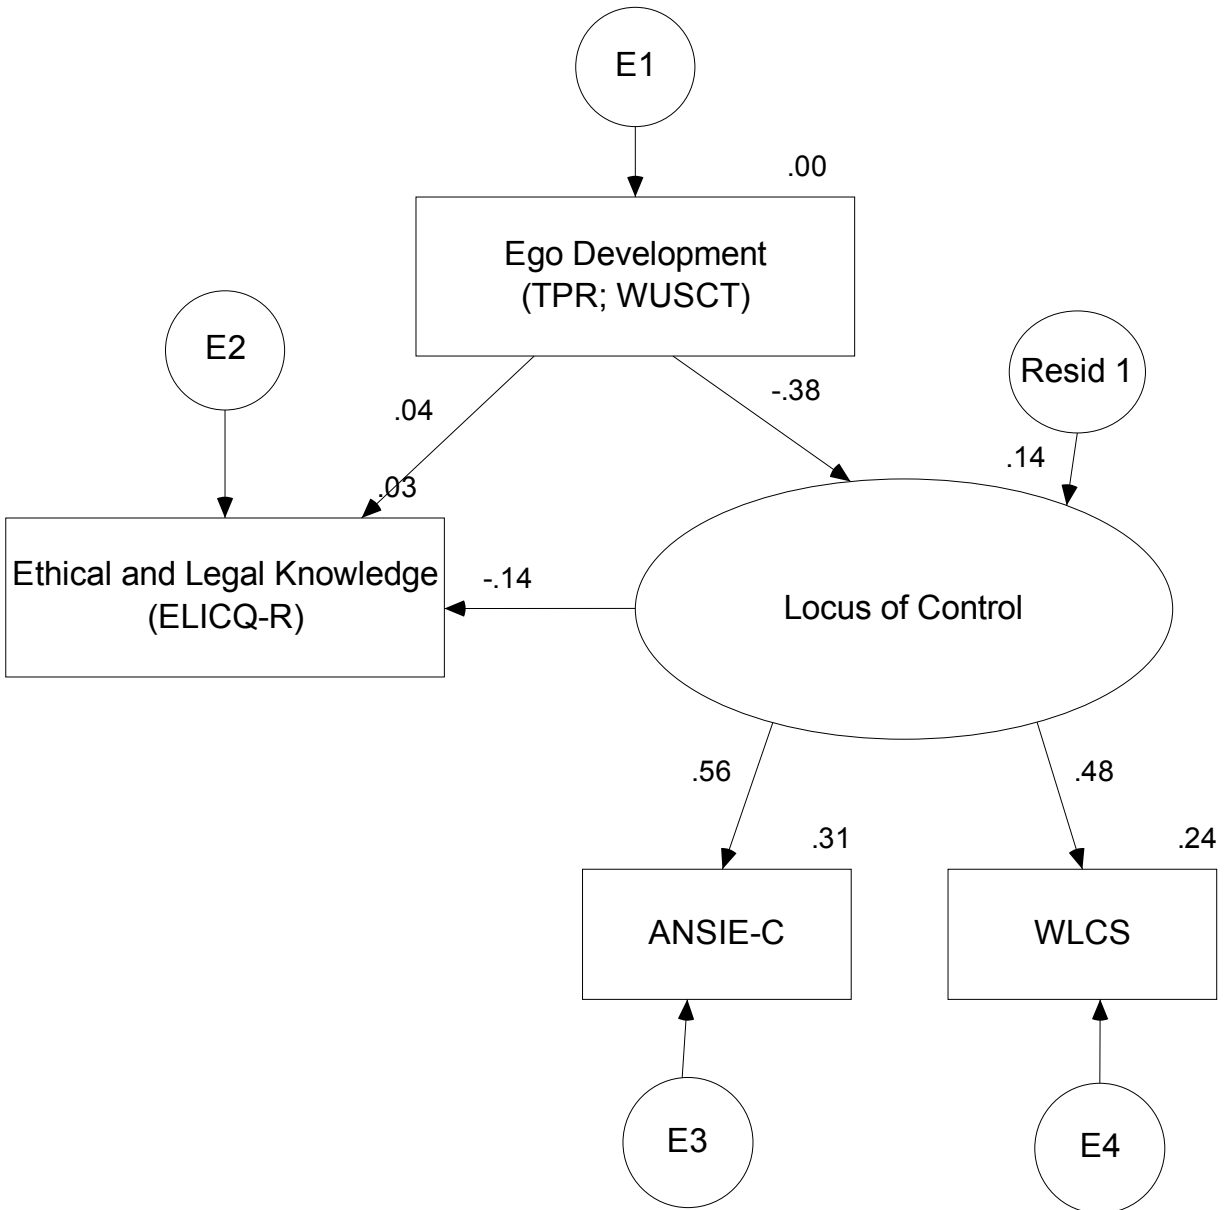 E1
.00
Ego Development
(TPR; WUSCT)
E2
Resid 1
.04
-.38
.14
.03
Ethical and Legal Knowledge
(ELICQ-R)
-.14
Locus of Control
.56
.48
.31
.24
ANSIE-C
WLCS
E3
E4